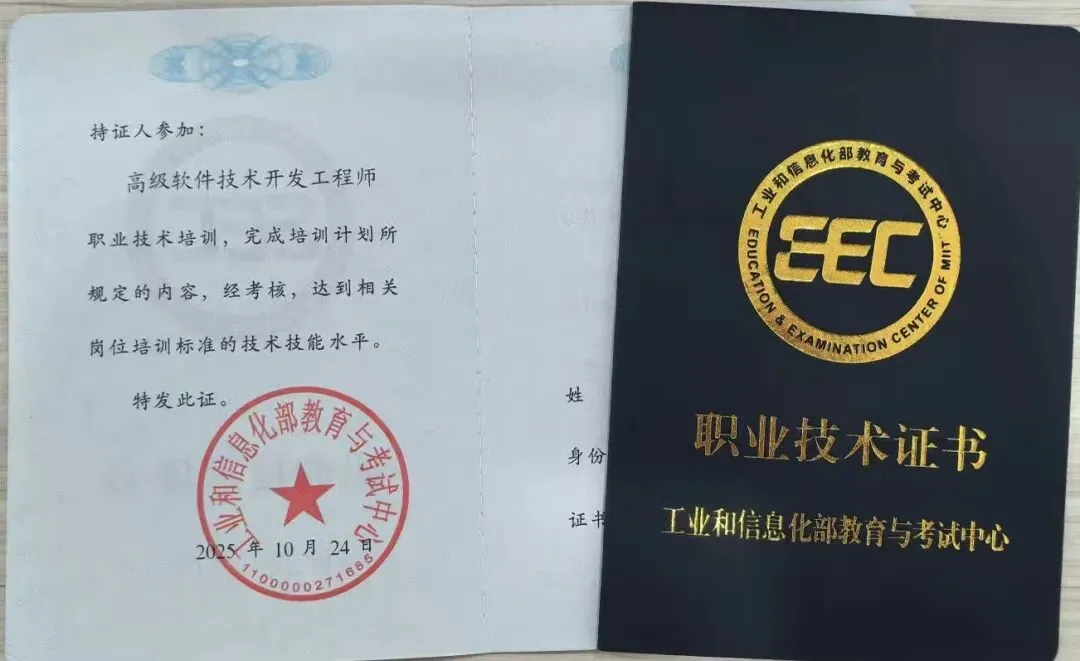 持证人参加：
高级软件技术开发工程师
职业技术培训，完成培训计划所
规定的内容，经考核，达到相关
岗位培训标准的技术技能水平。
特发此证。
工业和信息化部教育与考试中心
2025 年 10 月 24 日
1100000271685
姓
身份
证书
工业和信息化部教育与考试中心
EEC
EDUCATION & EXAMINATION CENTER OF MIIT
职业技术证书
工业和信息化部教育与考试中心